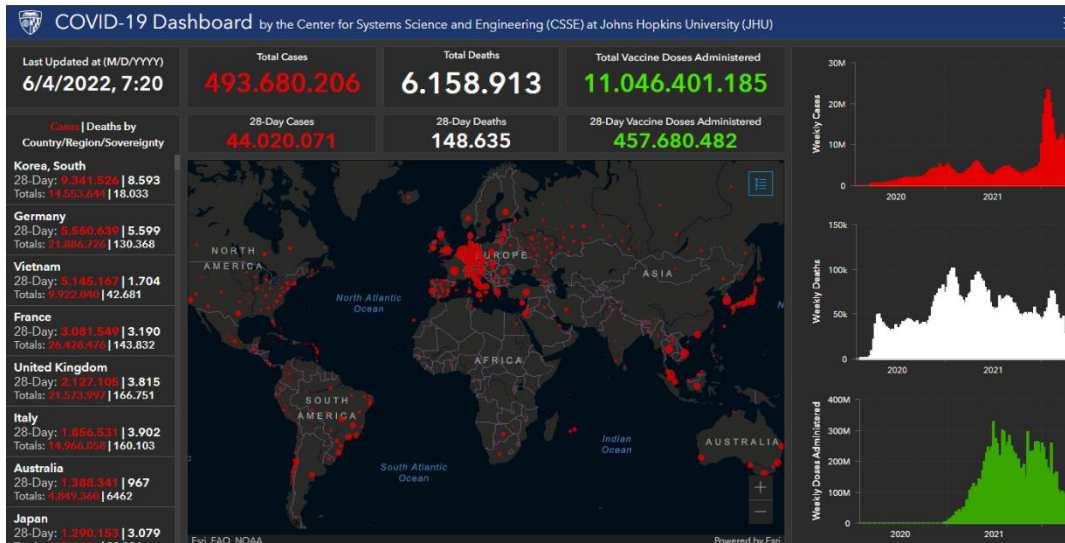 COVID-19 Dashboard by the Center for Systems Science and Engineering (CSSE) at Johns Hopkins University (JHU)
Last Updated at (M/D/YYYY)
6/4/2022, 7:20
Cases | Deaths by
Country/Region/Sovereignty
Korea, South
28-Day: 9.341.526 | 8.593
Totals: 14.553.644 | 18.033
Germany
28-Day: 5.560.639 | 5.599
Totals: 21.886.726 | 130.368
Vietnam
28-Day: 5.145.167 | 1.704
Totals: 9.922.040 | 42.681
France
28-Day: 3.081.549 | 3.190
Totals: 26.428.476 | 143.832
United Kingdom
28-Day: 2.127.105 | 3.815
Totals: 21.573.997 | 166.751
Italy
28-Day: 1.856.531 | 3.902
Totals: 14.966.058 | 160.103
Australia
28-Day: 1.388.341 | 967
Totals: 4.849.360 | 6462
Japan
28-Day: 1.290.153 | 3.079
Total Cases
493.680.206
Total Deaths
6.158.913
Total Vaccine Doses Administered
11.046.401.185
28-Day Cases
44.020.071
28-Day Deaths
148.635
28-Day Vaccine Doses Administered
457.680.482
NORTH
AMERICA
EUROPE
ASIA
North Atlantic
Ocean
AFRICA
SOUTH
AMERICA
Indian
Ocean
AUSTRALIA
South Atlantic
Ocean
+
−
Esri, FAO, NOAA
Powered by Esri
Weekly Cases
30M
20M
10M
0
2020
2021
Weekly Deaths
150k
100k
50k
0
2020
2021
Weekly Doses Administered
400M
300M
200M
100M
0
2020
2021